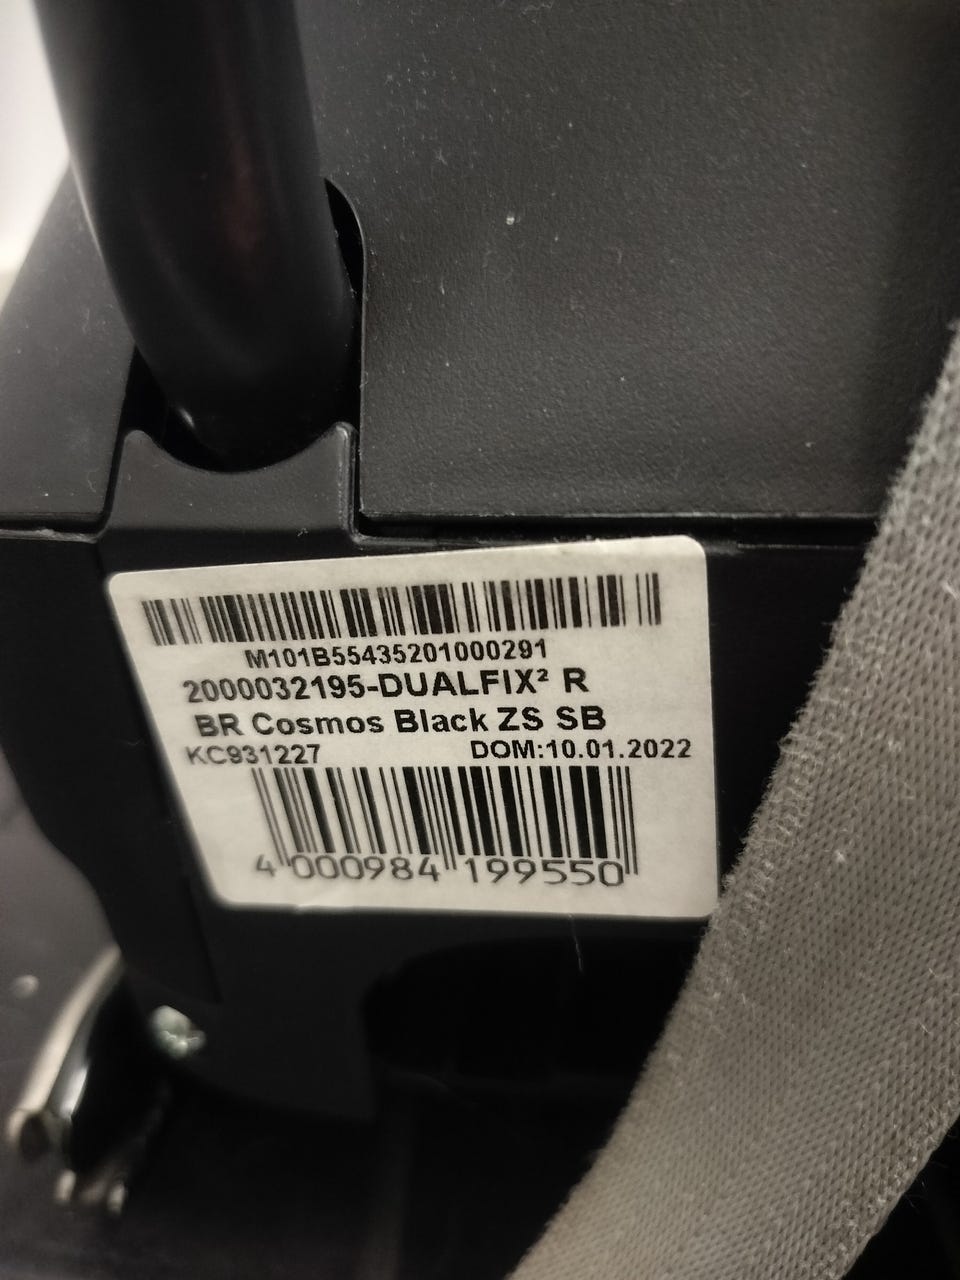 M101B55435201000291
2000032195-DUALFIX² R
BR Cosmos Black ZS SB
KC931227 DOM:10.01.2022
4 000984 199550